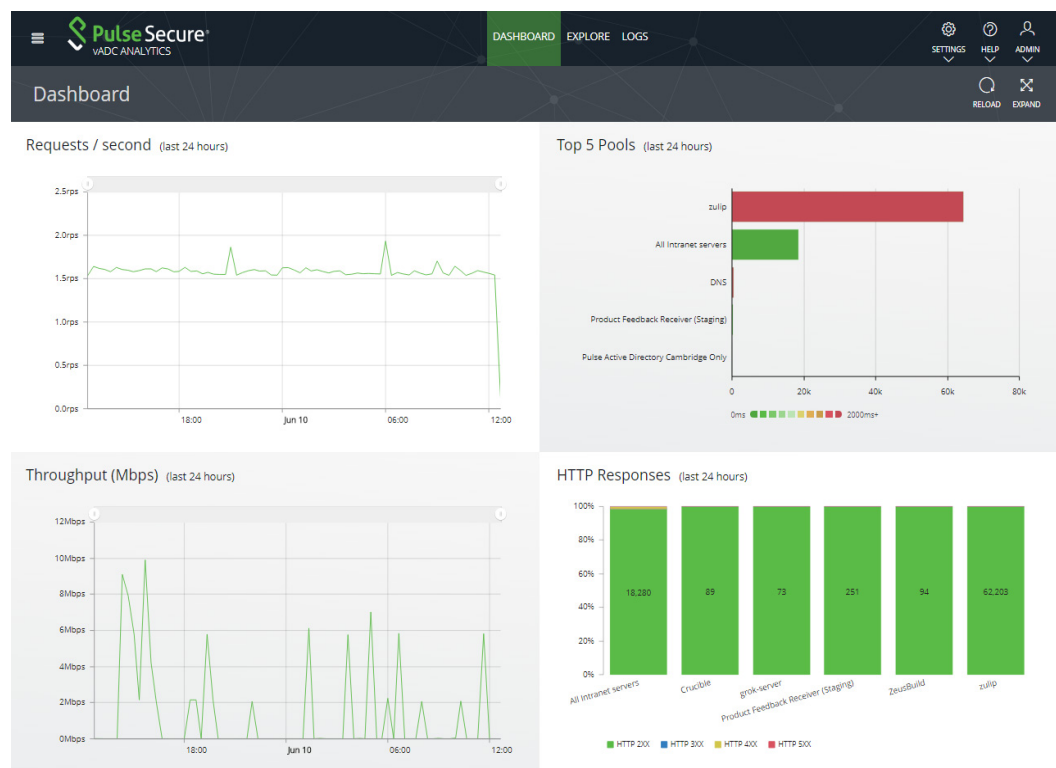 Pulse Secure®
vADC ANALYTICS
DASHBOARD EXPLORE LOGS
SETTINGS HELP ADMIN
Dashboard
RELOAD EXPAND
Requests / second (last 24 hours)
2.5rps
2.0rps
1.5rps
1.0rps
0.5rps
0.0rps
18:00 Jun 10 06:00 12:00
Top 5 Pools (last 24 hours)
zulip
All Intranet servers
DNS
Product Feedback Receiver (Staging)
Pulse Active Directory Cambridge Only
0 20k 40k 60k 80k
0ms 2000ms+
Throughput (Mbps) (last 24 hours)
12Mbps
10Mbps
8Mbps
6Mbps
4Mbps
2Mbps
0Mbps
18:00 Jun 10 06:00 12:00
HTTP Responses (last 24 hours)
100%
80%
60%
40%
20%
0%
18,280 89 73 251 94 62,203
All Intranet servers Crucible grok-server Product Feedback Receiver (Staging) ZeusBuild zulip
HTTP 2XX HTTP 3XX HTTP 4XX HTTP 5XX